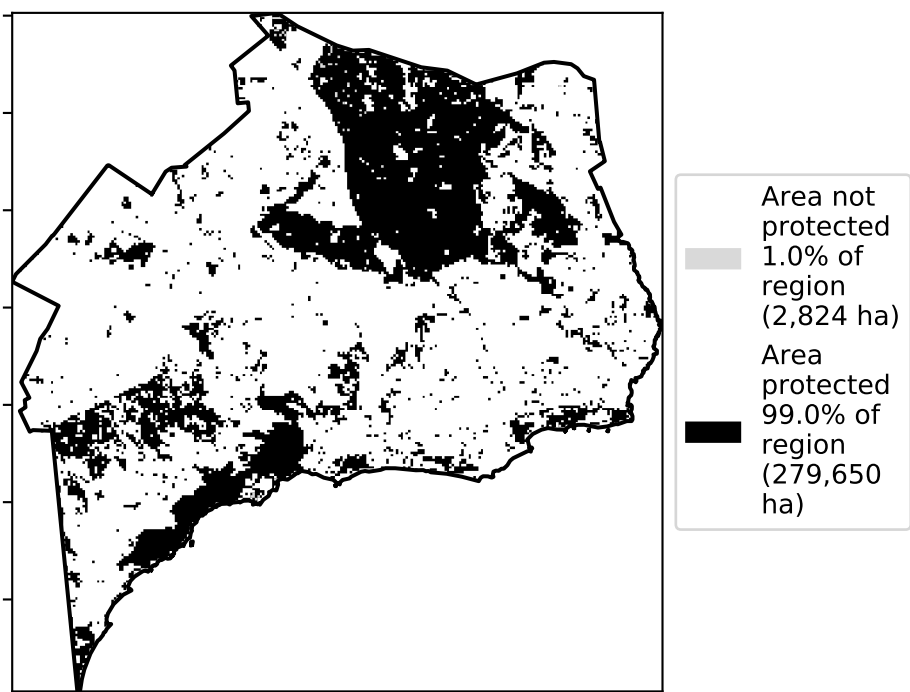 Area not
protected
1.0% of
region
(2,824 ha)
Area
protected
99.0% of
region
(279,650
ha)